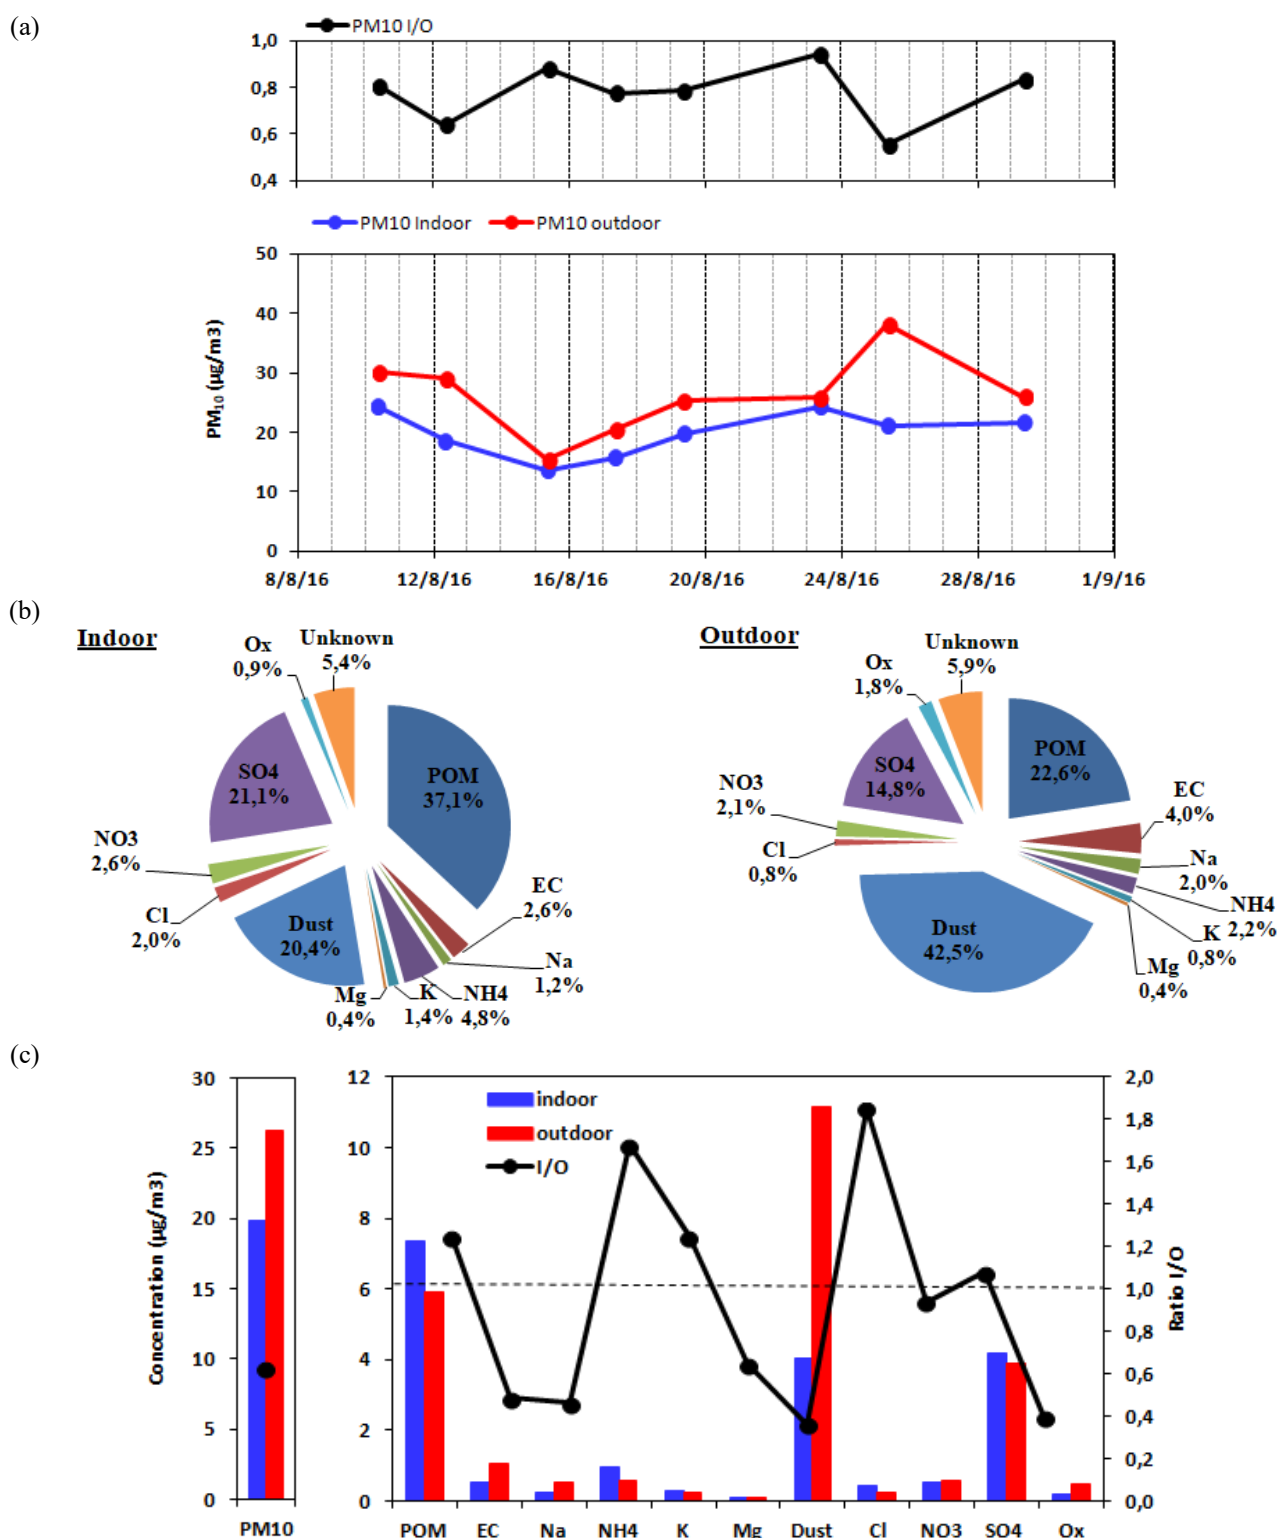 (a)
PM10 I/O
1,0
0,8
0,6
0,4
PM10 Indoor PM10 outdoor
PM10 (µg/m3)
50
40
30
20
10
0
8/8/16 12/8/16 16/8/16 20/8/16 24/8/16 28/8/16 1/9/16
(b)
Indoor
Ox
0,9%
Unknown
5,4%
POM
37,1%
EC
2,6%
Na
1,2%
NH4
4,8%
K
1,4%
Mg
0,4%
Dust
20,4%
Cl
2,0%
NO3
2,6%
SO4
21,1%
Outdoor
Ox
1,8%
Unknown
5,9%
POM
22,6%
EC
4,0%
Na
2,0%
NH4
2,2%
K
0,8%
Mg
0,4%
Dust
42,5%
Cl
0,8%
NO3
2,1%
SO4
14,8%
(c)
Concentration (µg/m3)
30
25
20
15
10
5
0
PM10
12
10
8
6
4
2
0
indoor
outdoor
I/O
2,0
1,8
1,6
1,4
1,2
1,0
0,8
0,6
0,4
0,2
0,0
Ratio I/O
POM EC Na NH4 K Mg Dust Cl NO3 SO4 Ox